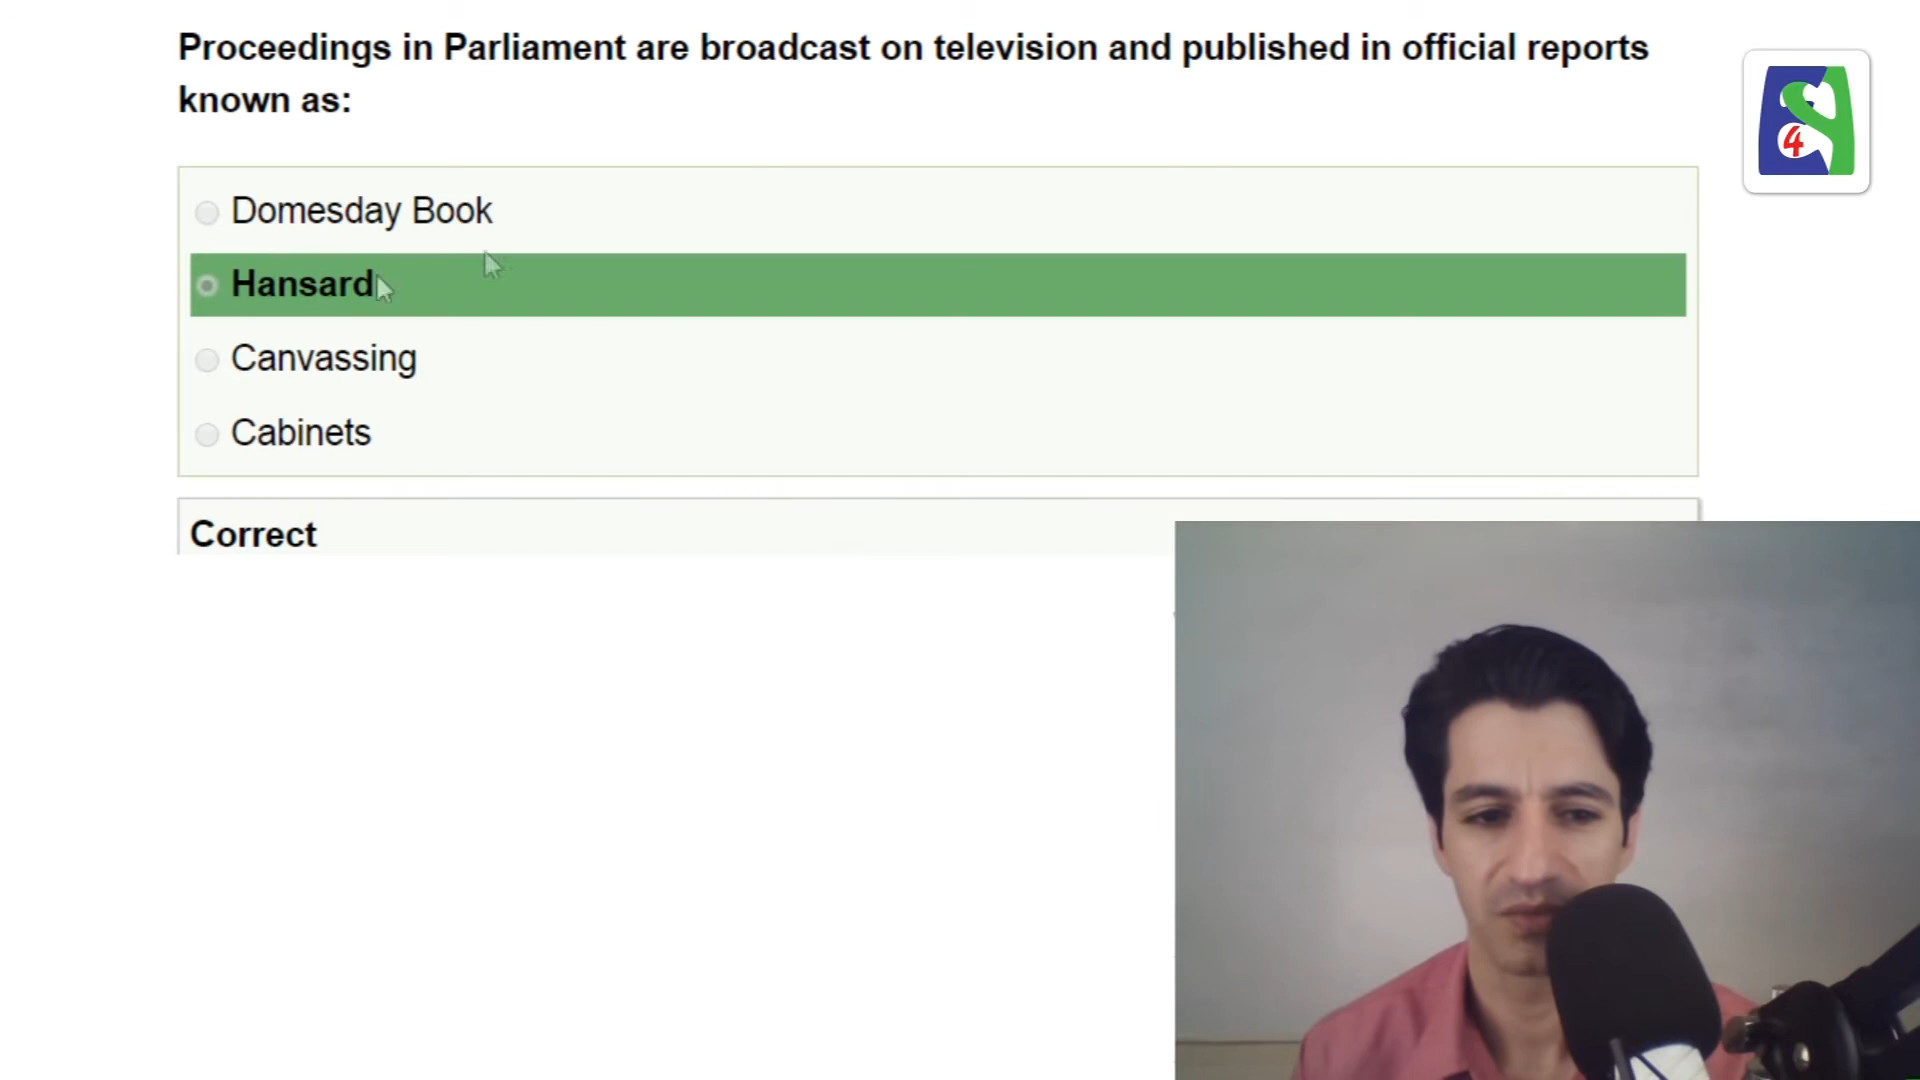 Proceedings in Parliament are broadcast on television and published in official reports
known as:
4
Domesday Book
Hansard
Canvassing
Cabinets
Correct